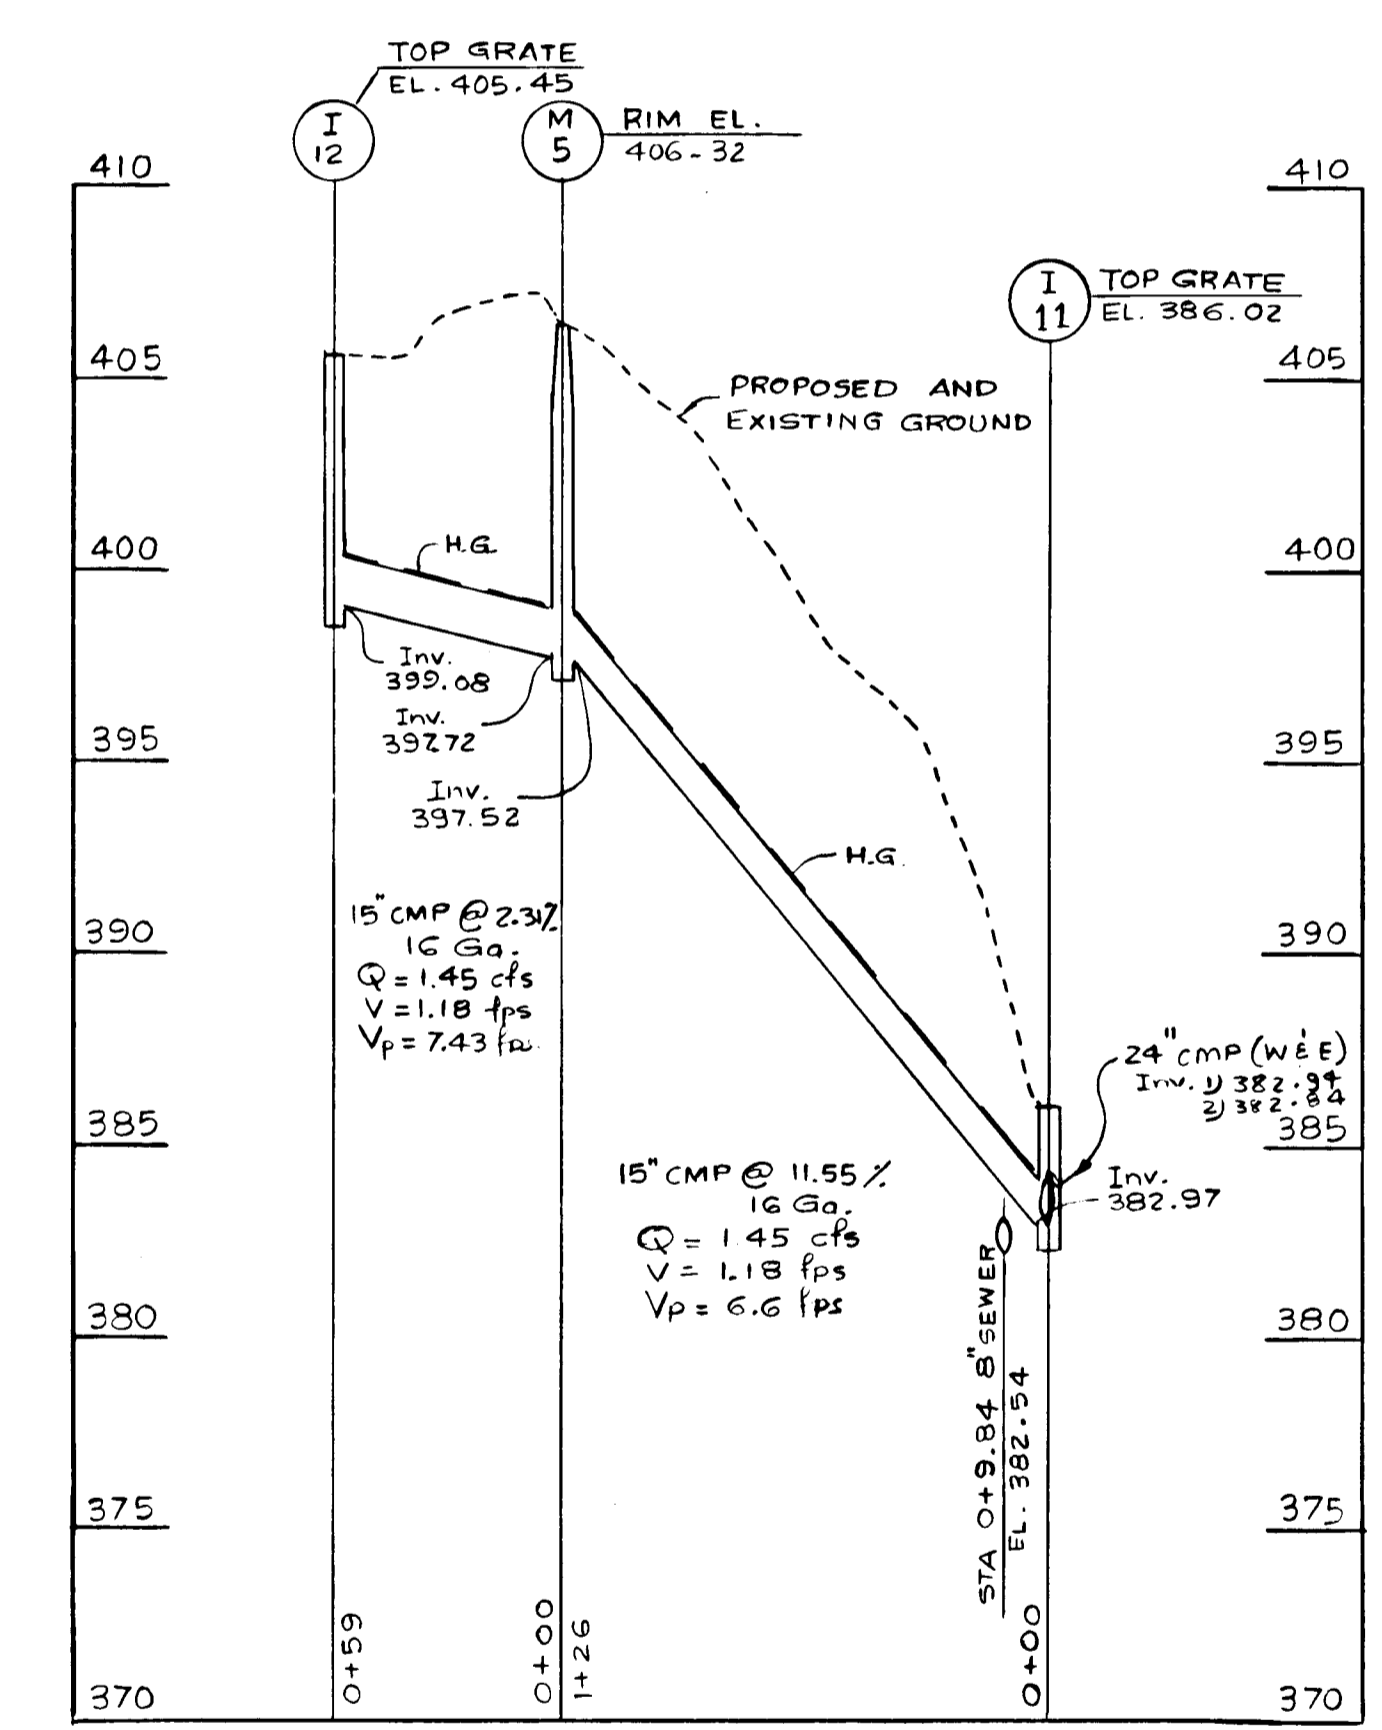 TOP GRATE
EL. 405.45
I
12
M
5
RIM EL.
406-32
410
410
I
11
TOP GRATE
EL. 386.02
405
405
PROPOSED AND
EXISTING GROUND
400
400
H.G.
Inv.
399.08
Inv.
397.72
395
395
Inv.
397.52
H.G.
15" CMP @ 2.31%
16 Ga.
Q = 1.45 cfs
V = 1.18 fps
Vp = 7.43
390
390
24" CMP (W & E)
Inv. 1) 382.94
2) 382.84
385
385
15" CMP @ 11.55 %
16 Ga.
Q = 1.45 cfs
V = 1.18 fps
Vp = 6.6 fps
Inv.
382.97
380
380
STA 0+9.84 8" SEWER
EL. 382.54
375
375
0+59
0+00
1+26
0+00
370
370